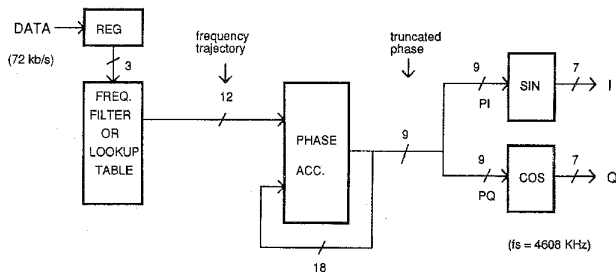 DATA
REG
(72 kb/s)
3
FREQ.
FILTER
OR
LOOKUP
TABLE
frequency
trajectory
12
PHASE
ACC.
18
truncated
phase
9
9
PI
SIN
7
I
9
PQ
COS
7
Q
(fs = 4608 KHz)